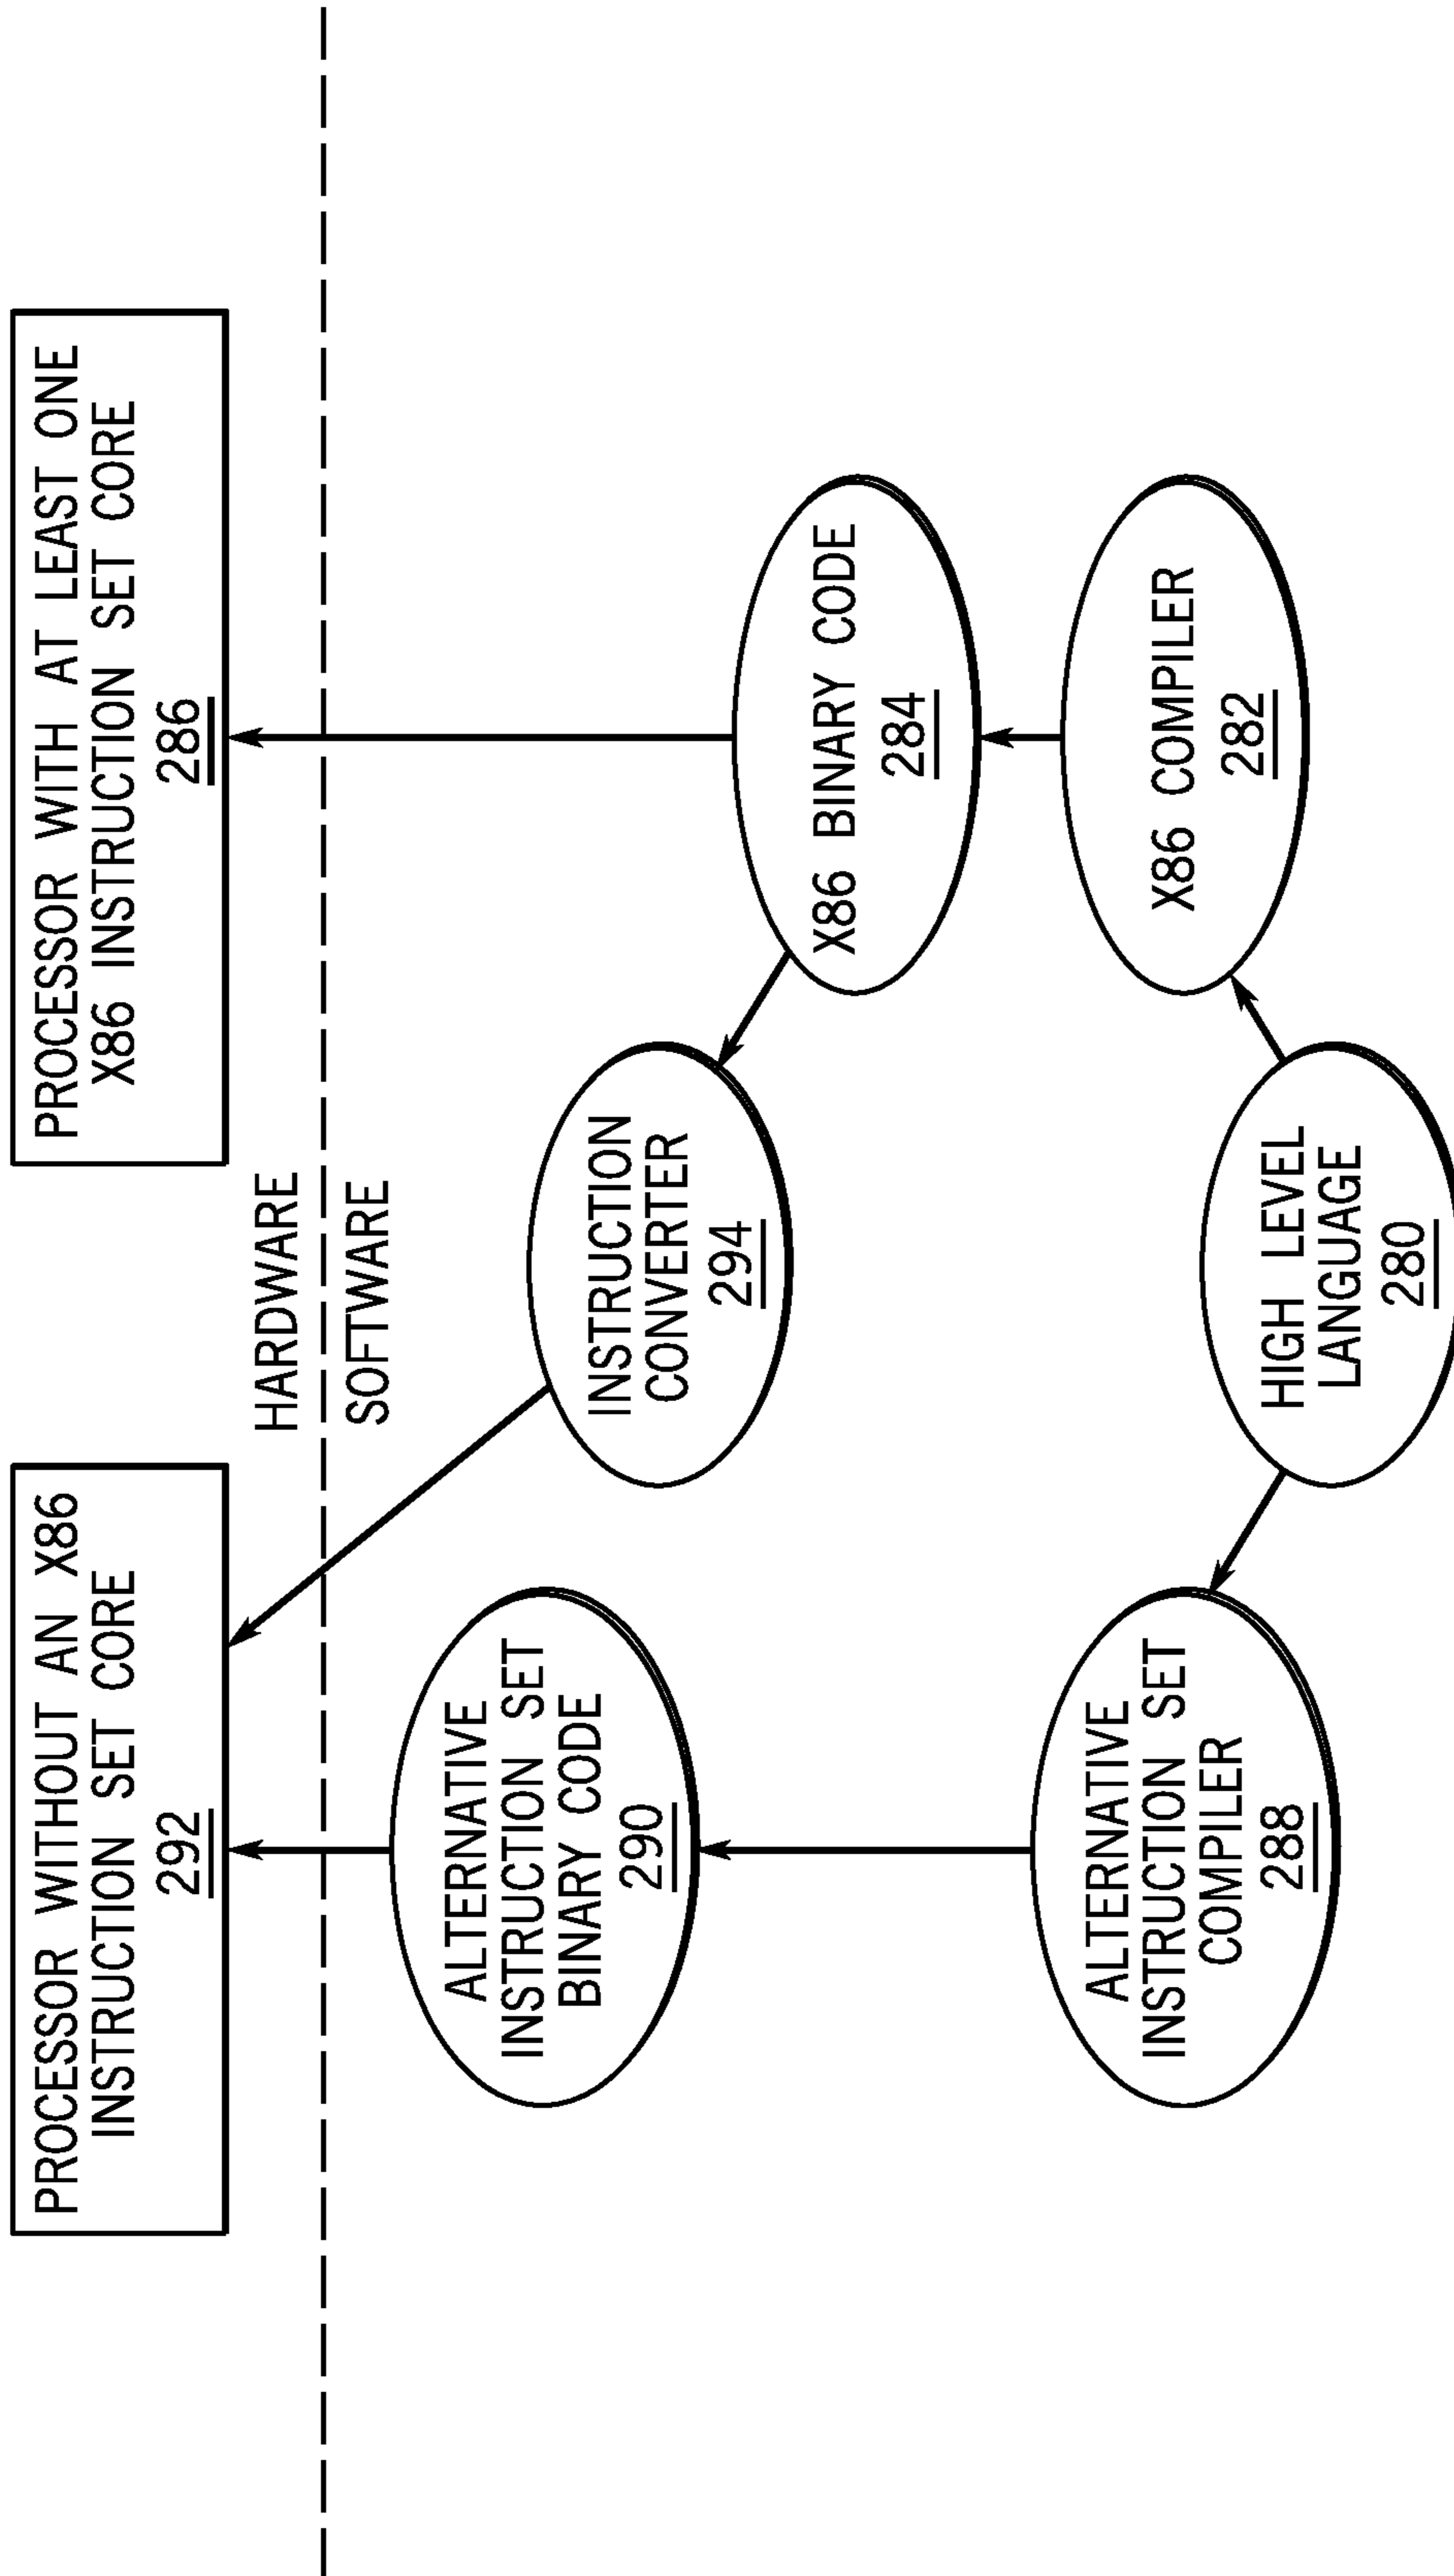 PROCESSOR WITHOUT AN X86
INSTRUCTION SET CORE
292
PROCESSOR WITH AT LEAST ONE
X86 INSTRUCTION SET CORE
286
HARDWARE
SOFTWARE
ALTERNATIVE
INSTRUCTION SET
BINARY CODE
290
INSTRUCTION
CONVERTER
294
X86 BINARY CODE
284
ALTERNATIVE
INSTRUCTION SET
COMPILER
288
HIGH LEVEL
LANGUAGE
280
X86 COMPILER
282